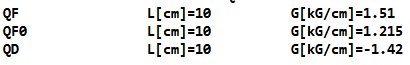 QF L[cm]=10 G[kG/cm]=1.51
QF0 L[cm]=10 G[kG/cm]=1.215
QD L[cm]=10 G[kG/cm]=-1.42